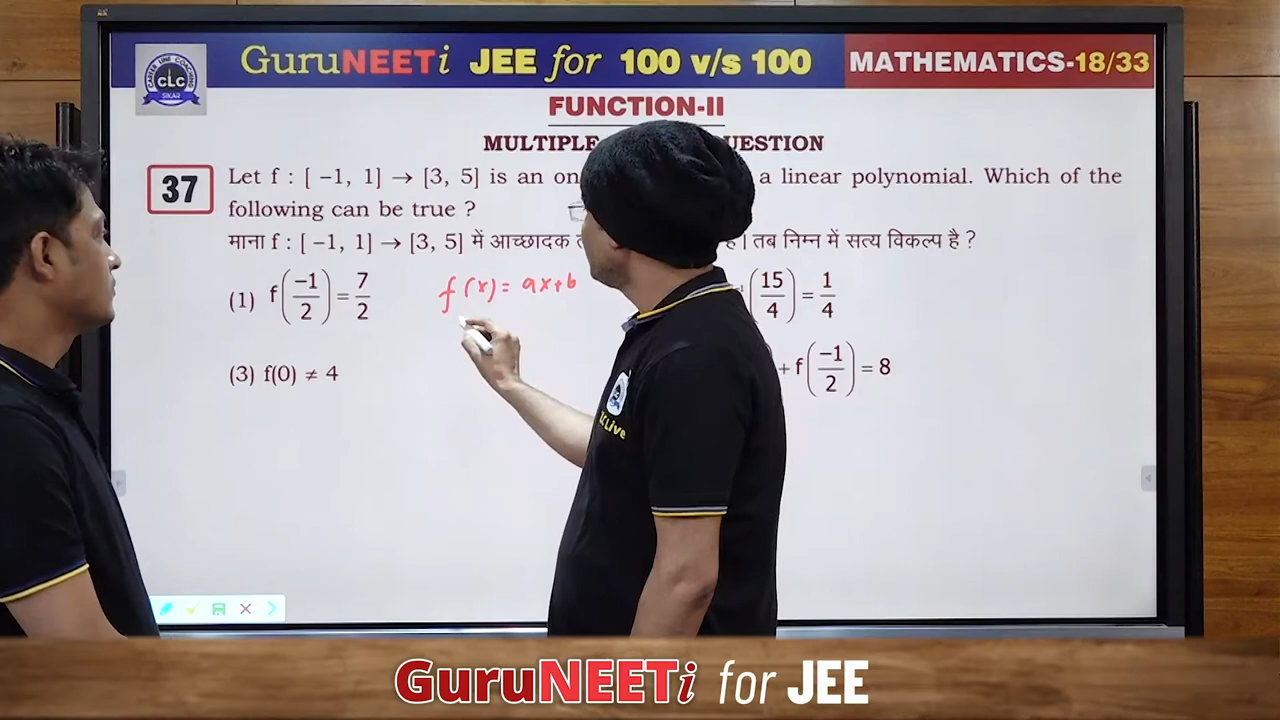 GuruNEETi JEE for 100 v/s 100
MATHEMATICS-18/33
CAREER LINE COACHING
CLC
SIKAR
FUNCTION-II
MULTIPLE
37
Let f : [ −1, 1] → [3, 5] is an a linear polynomial. Which of the
following can be true ?
माना f : [ −1, 1] → [3, 5] में आच्छादक है। तब निम्न में सत्य विकल्प है ?
(1) f(−1/2) = 7/2
f(x) = ax+b
(15/4) = 1/4
(3) f(0) ≠ 4
+ f(−1/2) = 8
Live
GuruNEETi for JEE